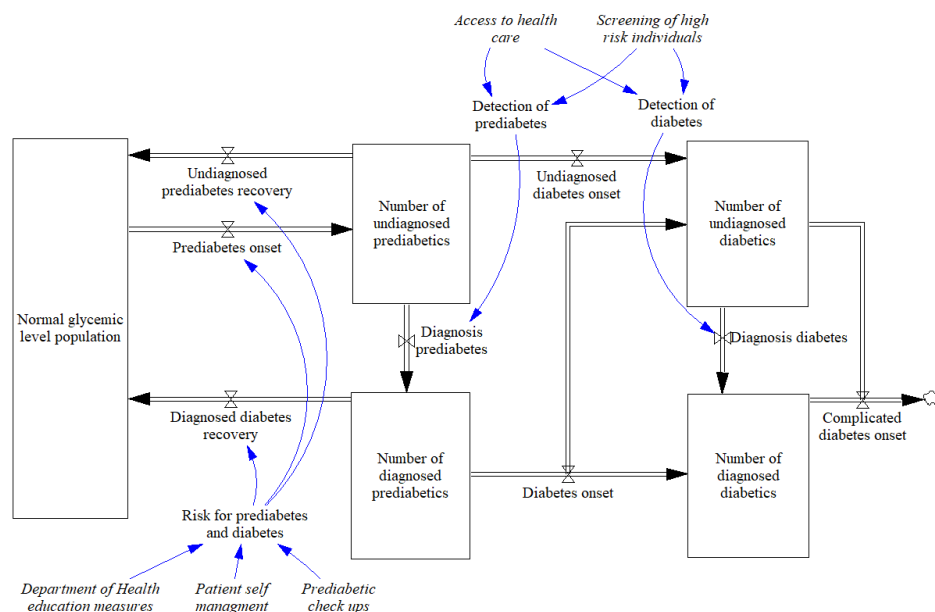 Access to health
care
Screening of high
risk individuals
Detection of
prediabetes
Detection of
diabetes
Undiagnosed
prediabetes recovery
Undiagnosed
diabetes onset
Number of
undiagnosed
prediabetics
Number of
undiagnosed
diabetics
Prediabetes onset
Normal glycemic
level population
Diagnosis
prediabetes
Diagnosis diabetes
Diagnosed diabetes
recovery
Complicated
diabetes onset
Number of
diagnosed
prediabetics
Number of
diagnosed
diabetics
Diabetes onset
Risk for prediabetes
and diabetes
Department of Health
education measures
Patient self
managment
Prediabetic
check ups